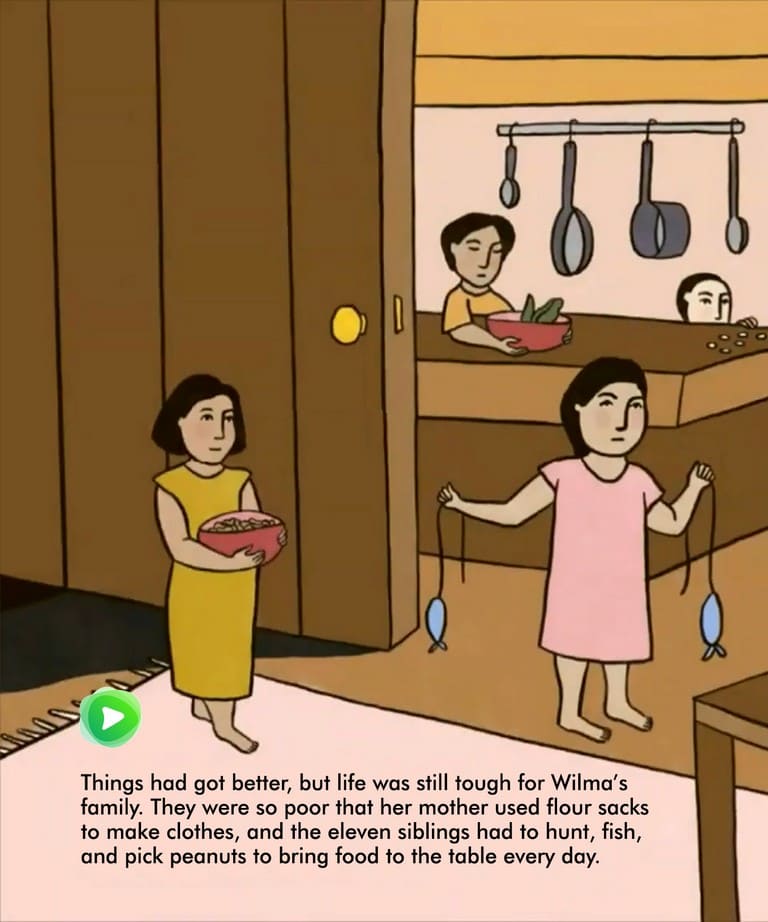 Things had got better, but life was still tough for Wilma’s
family. They were so poor that her mother used flour sacks
to make clothes, and the eleven siblings had to hunt, fish,
and pick peanuts to bring food to the table every day.